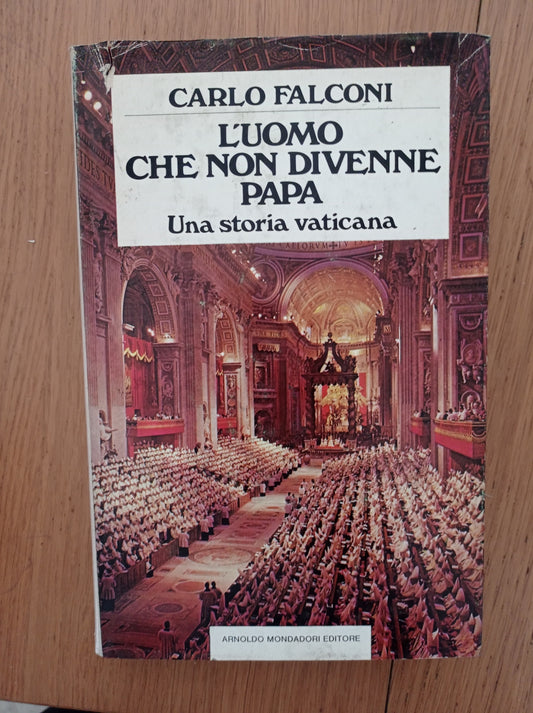 CARLO FALCONI
L'UOMO
CHE NON DIVENNE
PAPA
Una storia vaticana
ARNOLDO MONDADORI EDITORE